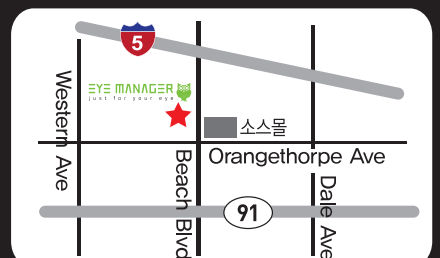 5
EYE MANAGER
just for your eye
소스몰
Western Ave
Orangethorpe Ave
Beach Blvd
Dale Ave
91